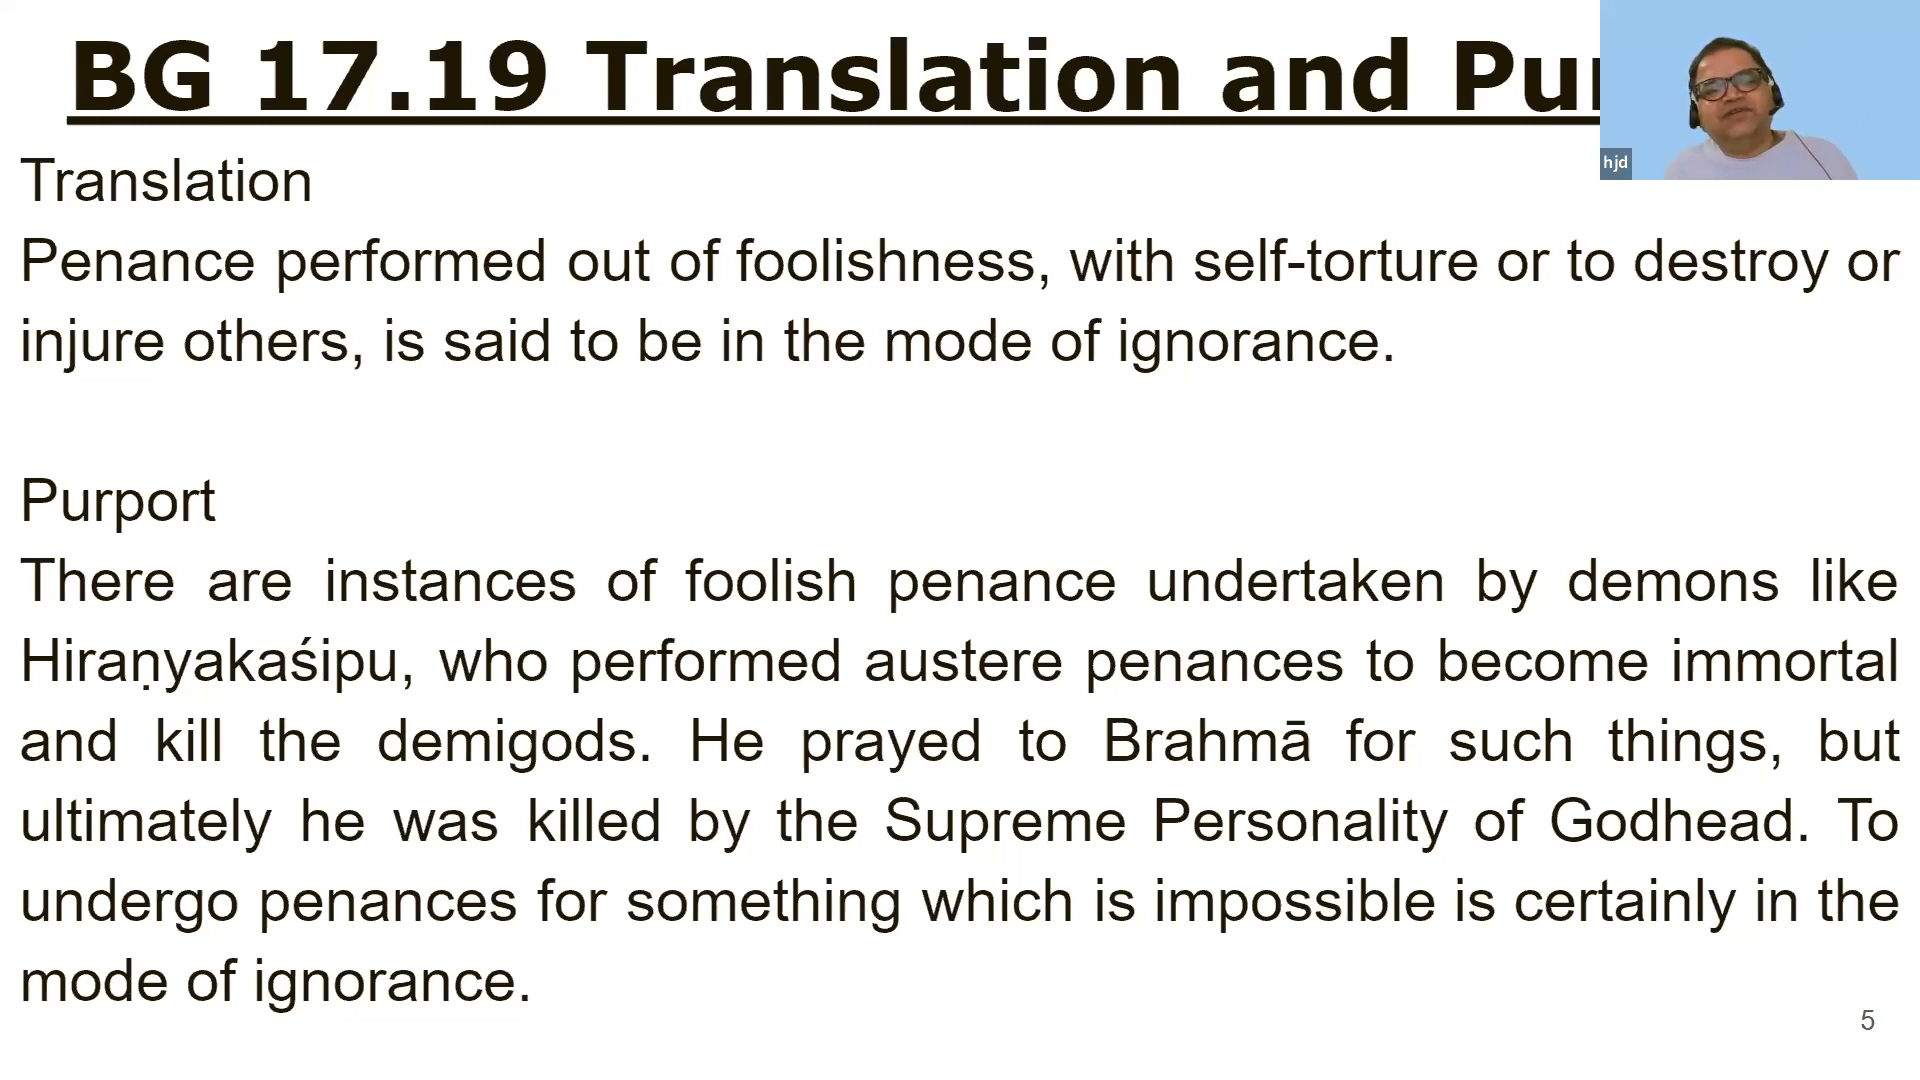 BG 17.19 Translation and Pu
hjd
Translation
Penance performed out of foolishness, with self-torture or to destroy or
injure others, is said to be in the mode of ignorance.
Purport
There are instances of foolish penance undertaken by demons like
Hiraṇyakaśipu, who performed austere penances to become immortal
and kill the demigods. He prayed to Brahmā for such things, but
ultimately he was killed by the Supreme Personality of Godhead. To
undergo penances for something which is impossible is certainly in the
mode of ignorance.
5